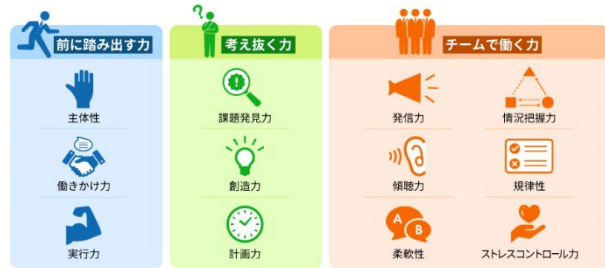 ?
前に踏み出す力
主体性
働きかけ力
実行力
考え抜く力
課題発見力
創造力
計画力
チームで働く力
発信力
情況把握力
傾聴力
規律性
A
B
柔軟性
ストレスコントロール力